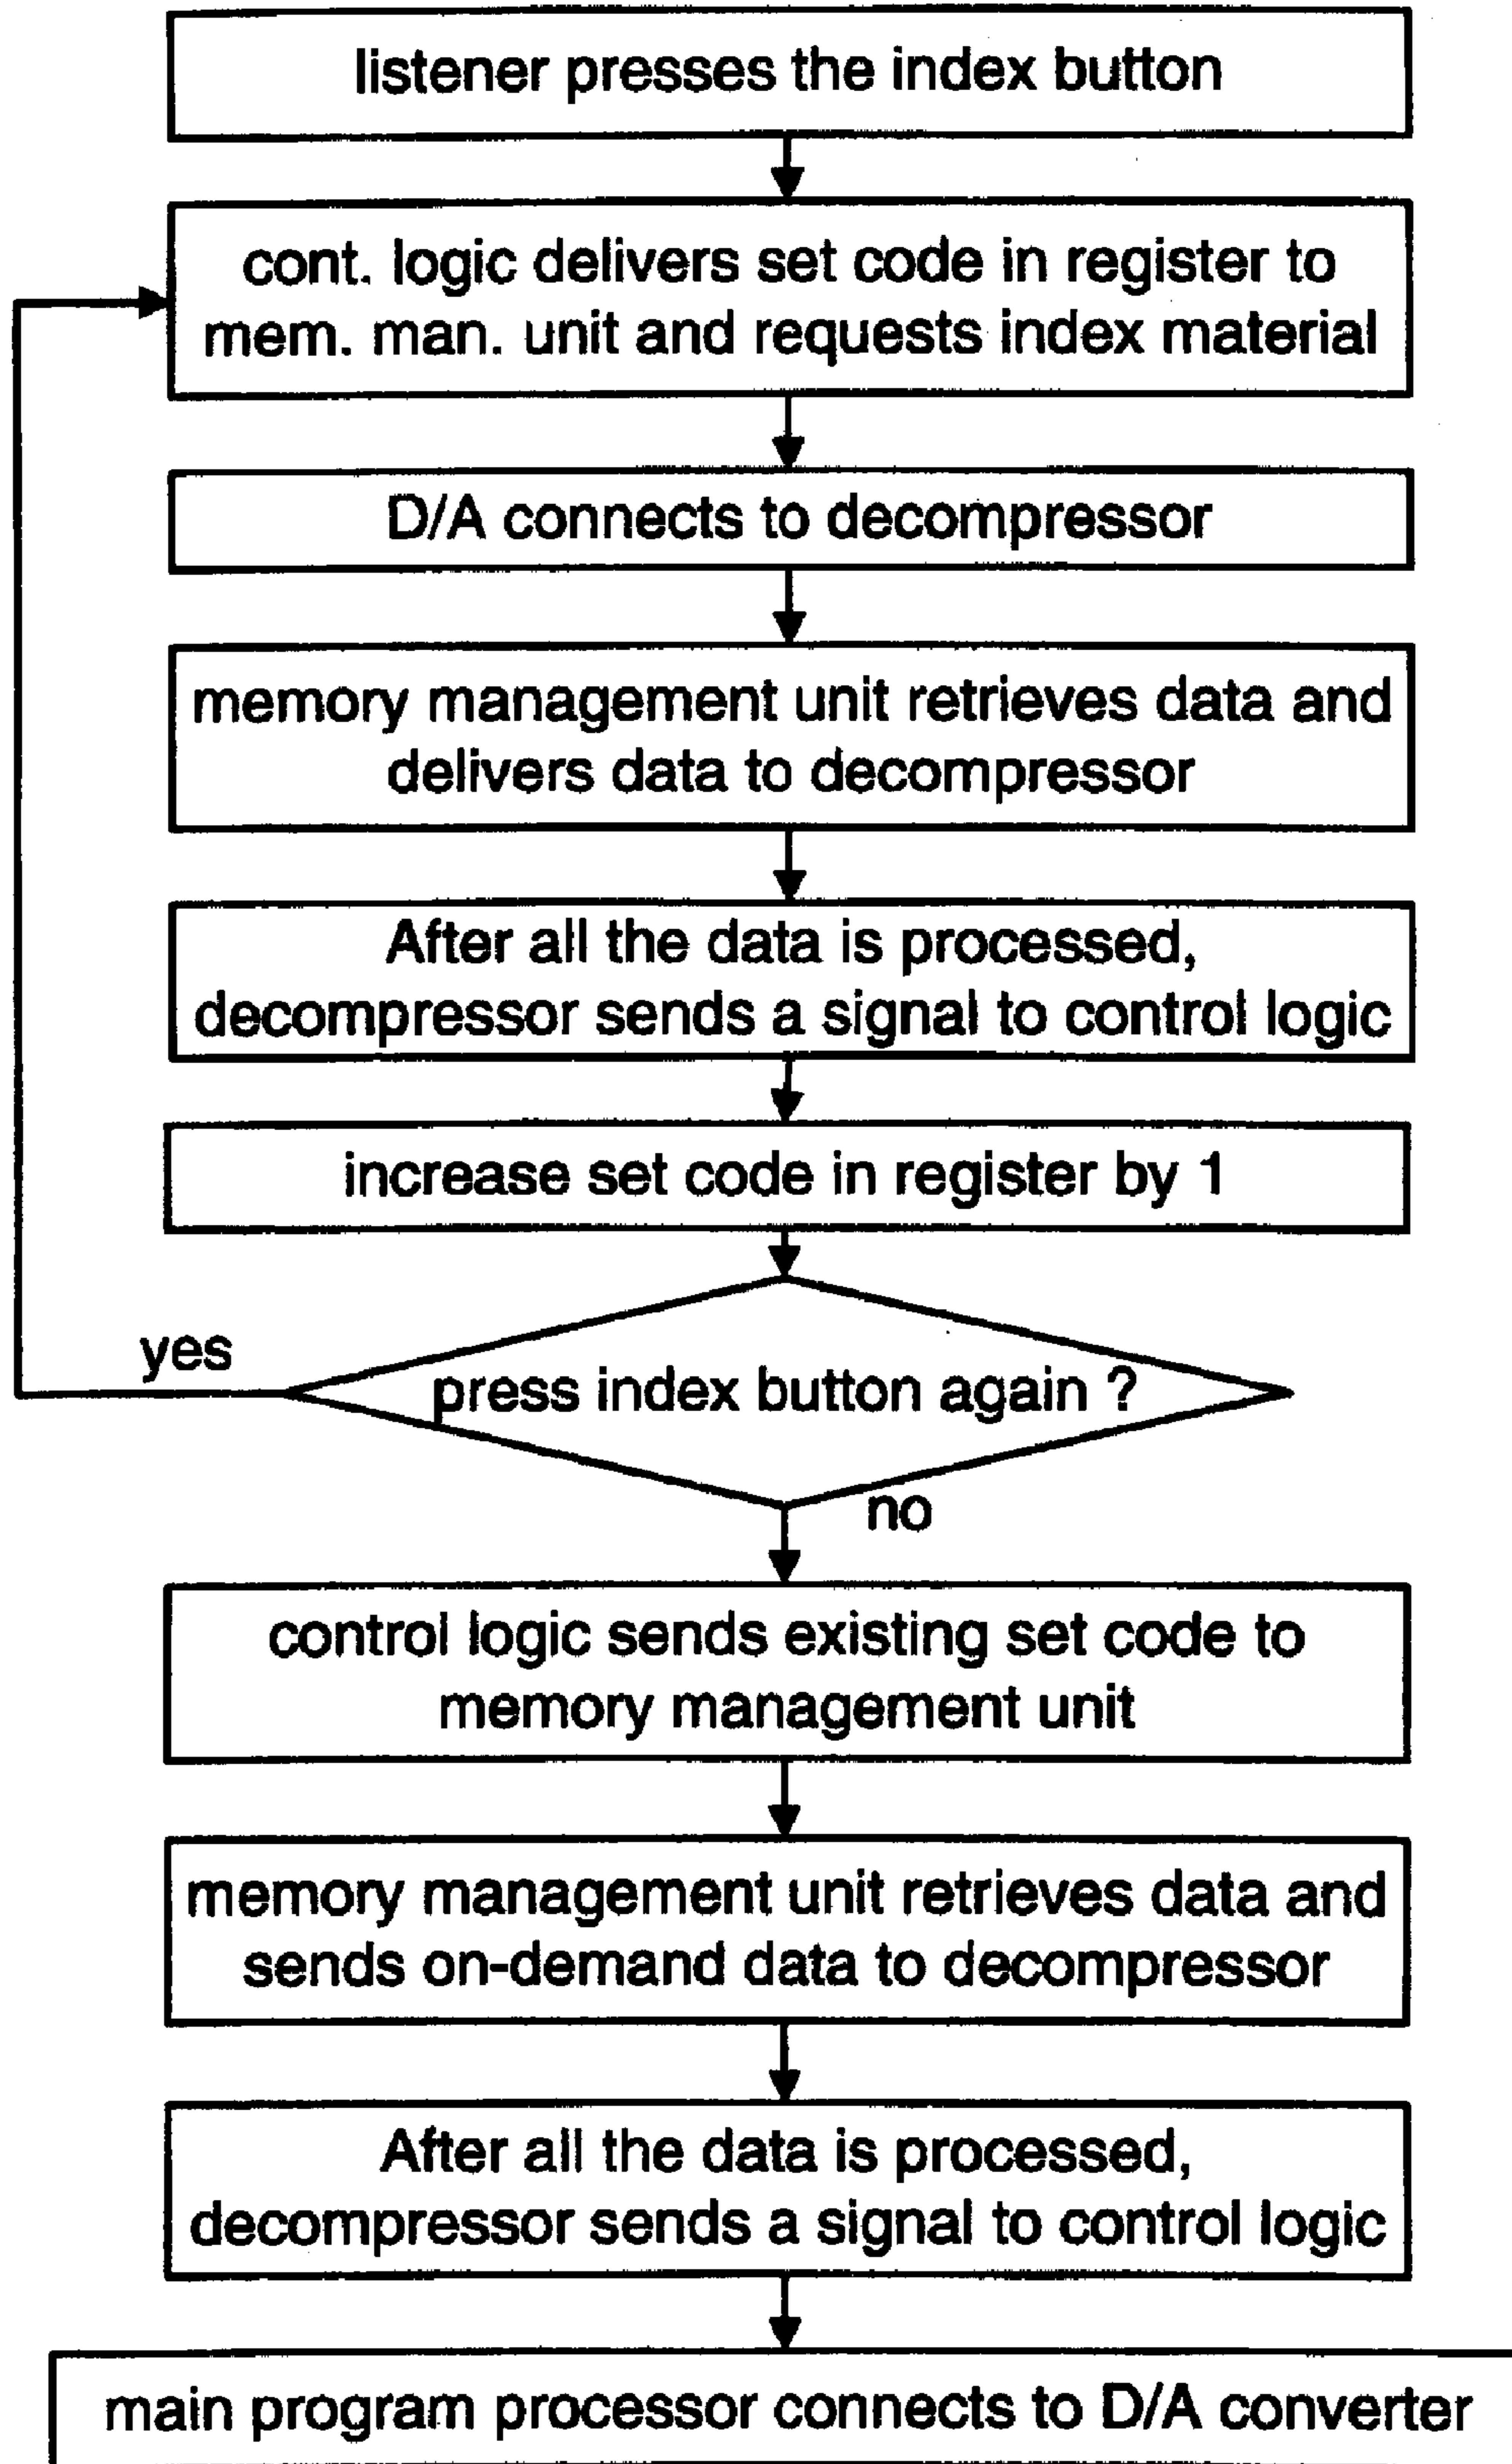 listener presses the index button
cont. logic delivers set code in register to
mem. man. unit and requests index material
D/A connects to decompressor
memory management unit retrieves data and
delivers data to decompressor
After all the data is processed,
decompressor sends a signal to control logic
increase set code in register by 1
yes
press index button again ?
no
control logic sends existing set code to
memory management unit
memory management unit retrieves data and
sends on-demand data to decompressor
After all the data is processed,
decompressor sends a signal to control logic
main program processor connects to D/A converter